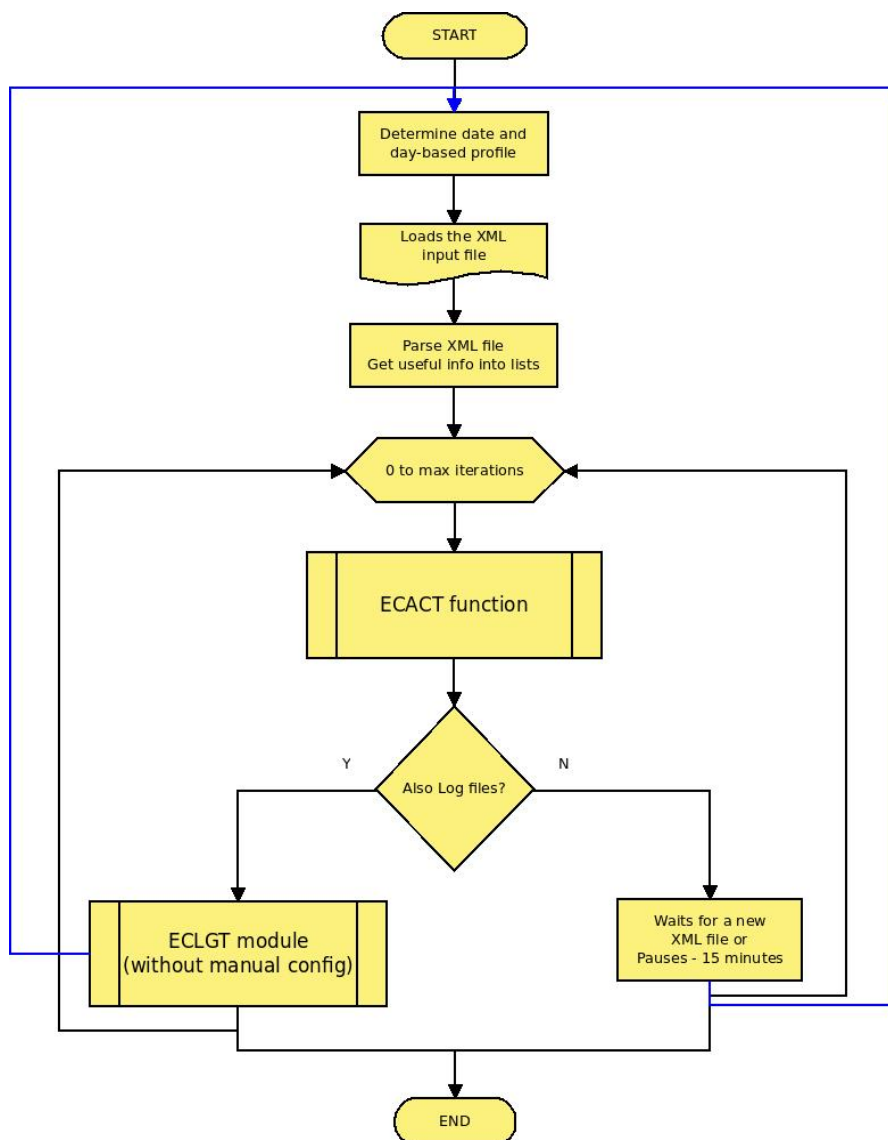 START
Determine date and
day-based profile
Loads the XML
input file
Parse XML file
Get useful info into lists
0 to max iterations
ECACT function
Y
N
Also Log files?
ECLGT module
(without manual config)
Waits for a new
XML file or
Pauses - 15 minutes
END